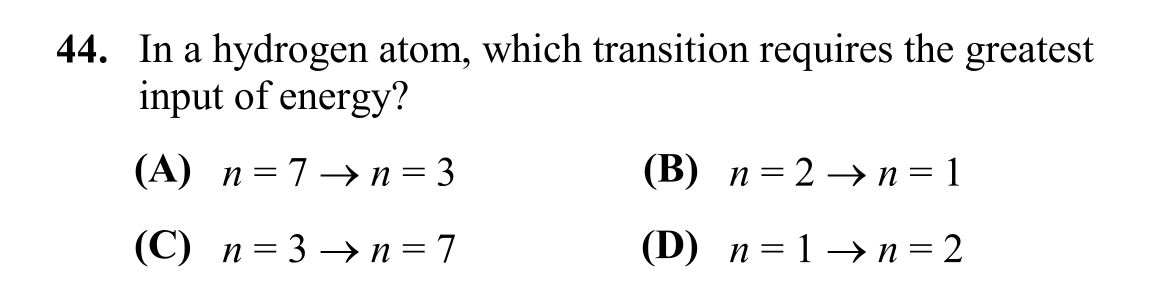 44. In a hydrogen atom, which transition requires the greatest
input of energy?
(A) n = 7 → n = 3 (B) n = 2 → n = 1
(C) n = 3 → n = 7 (D) n = 1 → n = 2